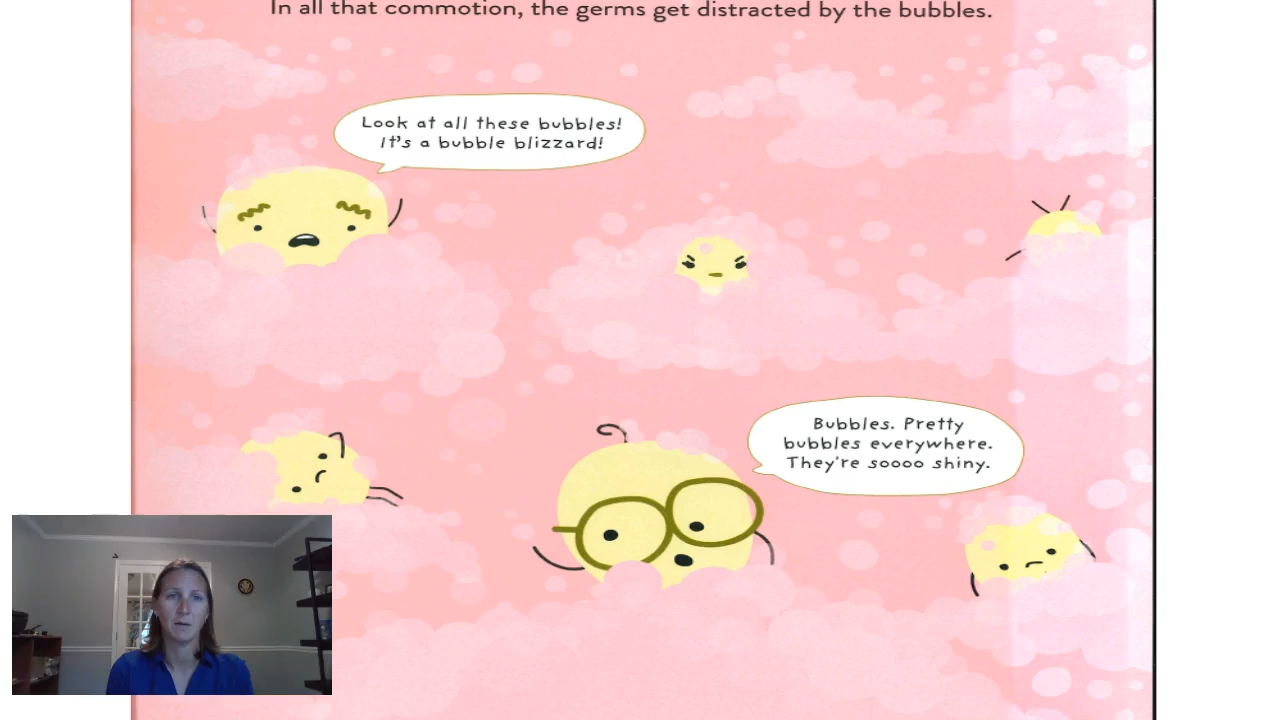 In all that commotion, the germs get distracted by the bubbles.
Look at all these bubbles!
It's a bubble blizzard!
Bubbles. Pretty
bubbles everywhere.
They're soooo shiny.